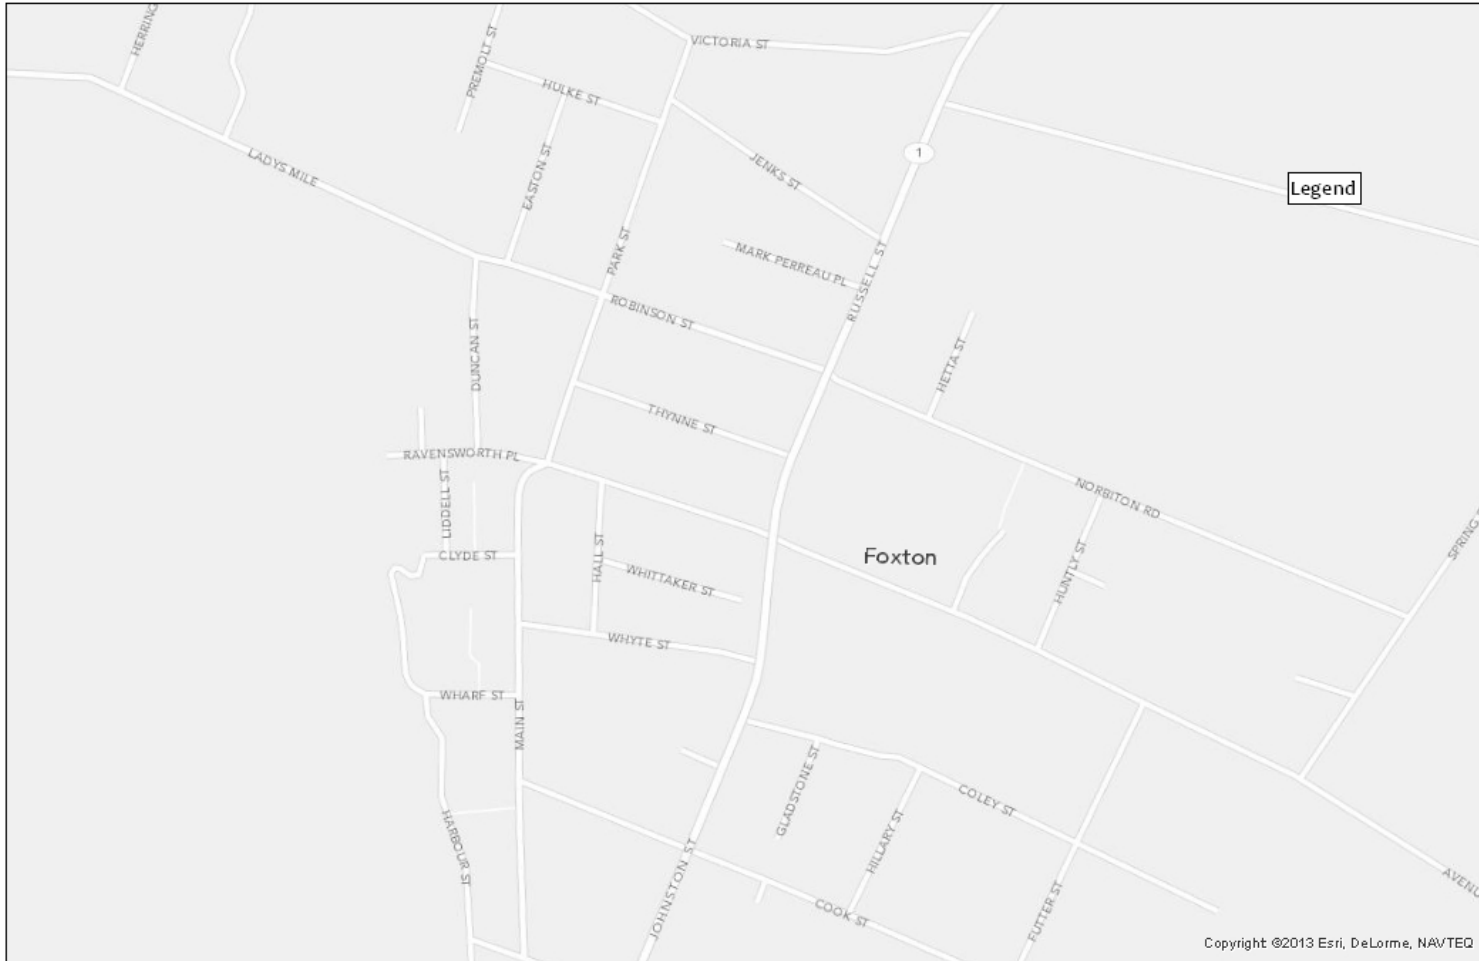 HERRING
PREMOLT ST
VICTORIA ST
HULKE ST
1
LADYS MILE
EASTON ST
JENKS ST
Legend
PARK ST
MARK PERREAU PL
RUSSELL ST
ROBINSON ST
DUNCAN ST
HETTA ST
THYNNE ST
RAVENSWORTH PL
LIDDELL ST
NORBITON RD
SPRING
CLYDE ST
HALL ST
Foxton
WHITTAKER ST
HUNTLY ST
WHYTE ST
WHARF ST
MAIN ST
GLADSTONE ST
COLEY ST
HARBOUR ST
HILLARY ST
JOHNSTON ST
COOK ST
FUTTER ST
AVENU
Copyright: ©2013 Esri, DeLorme, NAVTEQ